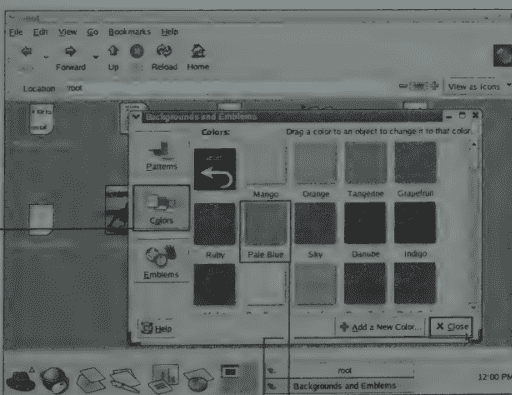 root
File Edit View Go Bookmarks Help
Forward Up Reload Home
Location root View as Icons
Backgrounds and Emblems
Colors: Drag a color to an object to change it to that color
Patterns
Mango Orange Tangerine Grapefruit
Colors
Ruby Pale Blue Sky Danube Indigo
Emblems
Help Add a New Color... Close
root
Backgrounds and Emblems
12:00 PM